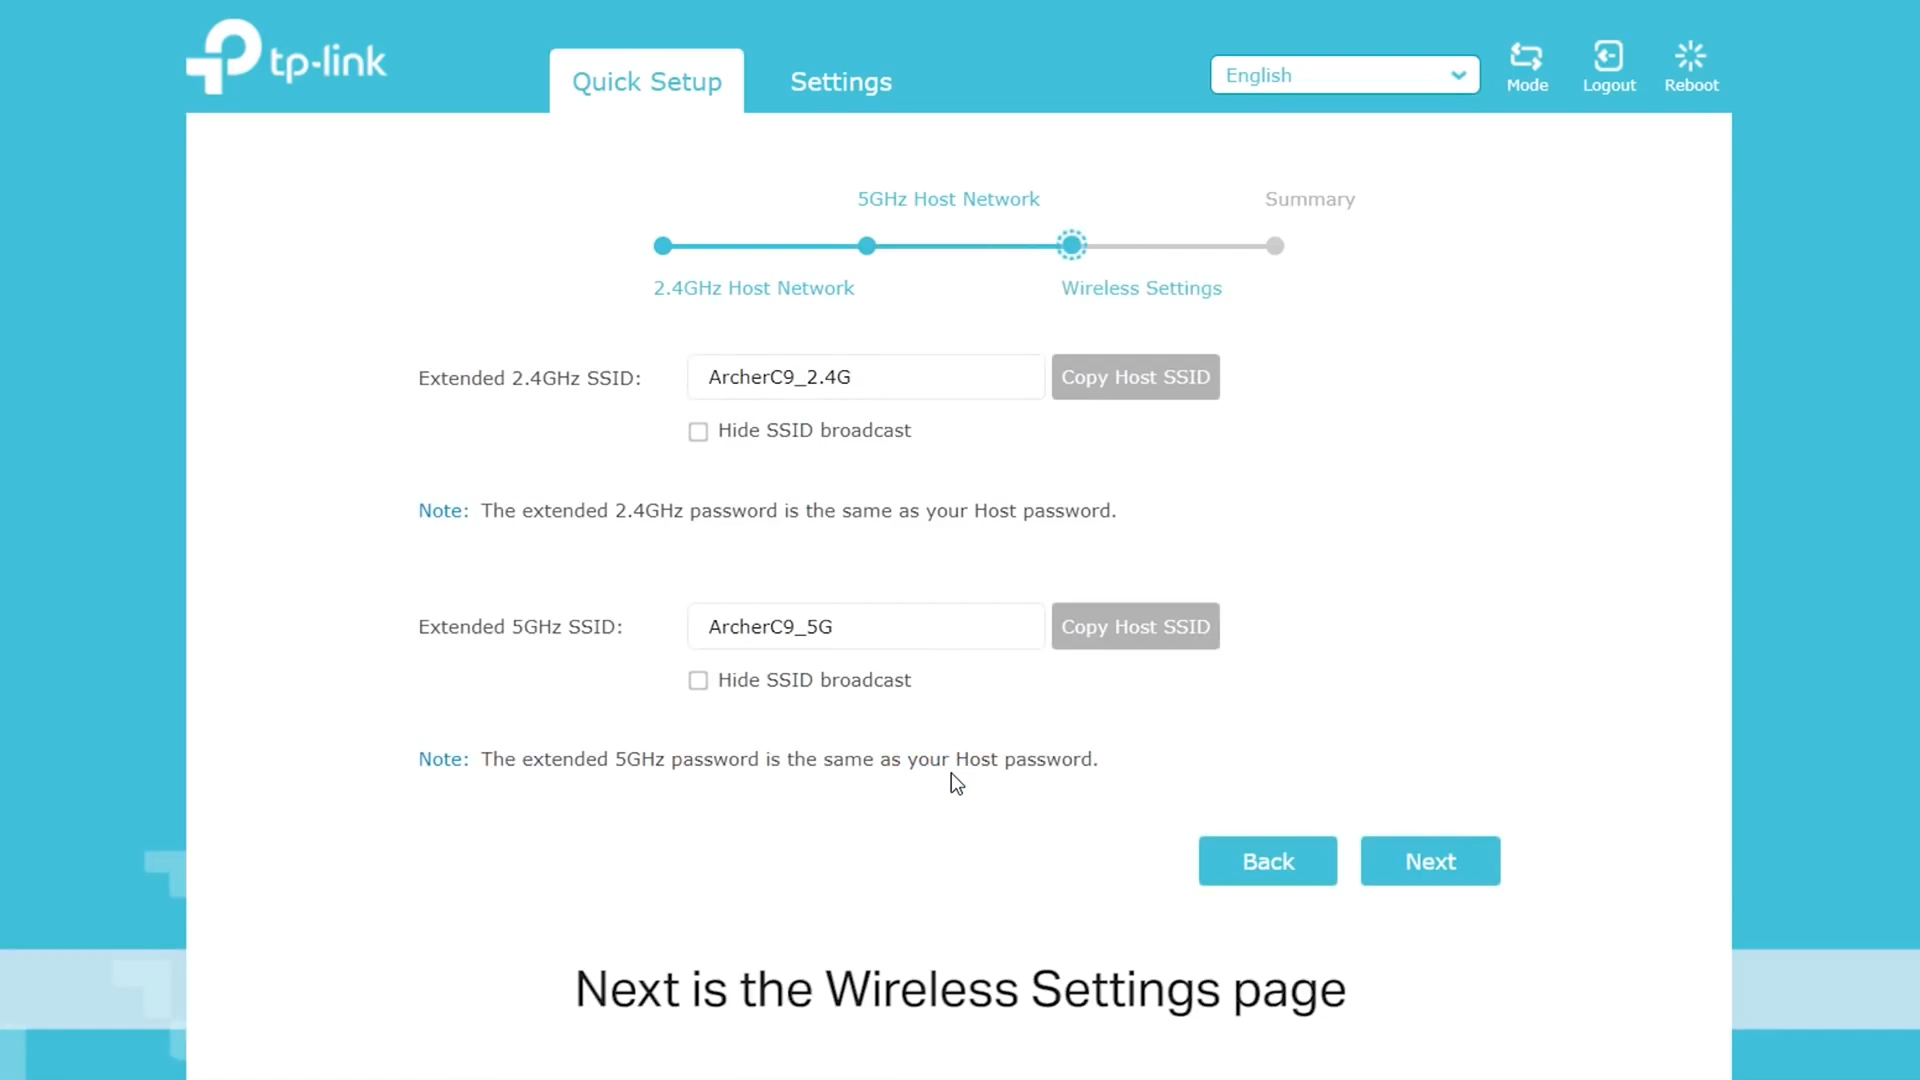 tp-link
Quick Setup
Settings
English
Mode
Logout
Reboot
5GHz Host Network
Summary
2.4GHz Host Network
Wireless Settings
Extended 2.4GHz SSID:
ArcherC9_2.4G
Copy Host SSID
Hide SSID broadcast
Note: The extended 2.4GHz password is the same as your Host password.
Extended 5GHz SSID:
ArcherC9_5G
Copy Host SSID
Hide SSID broadcast
Note: The extended 5GHz password is the same as your Host password.
Back
Next
Next is the Wireless Settings page